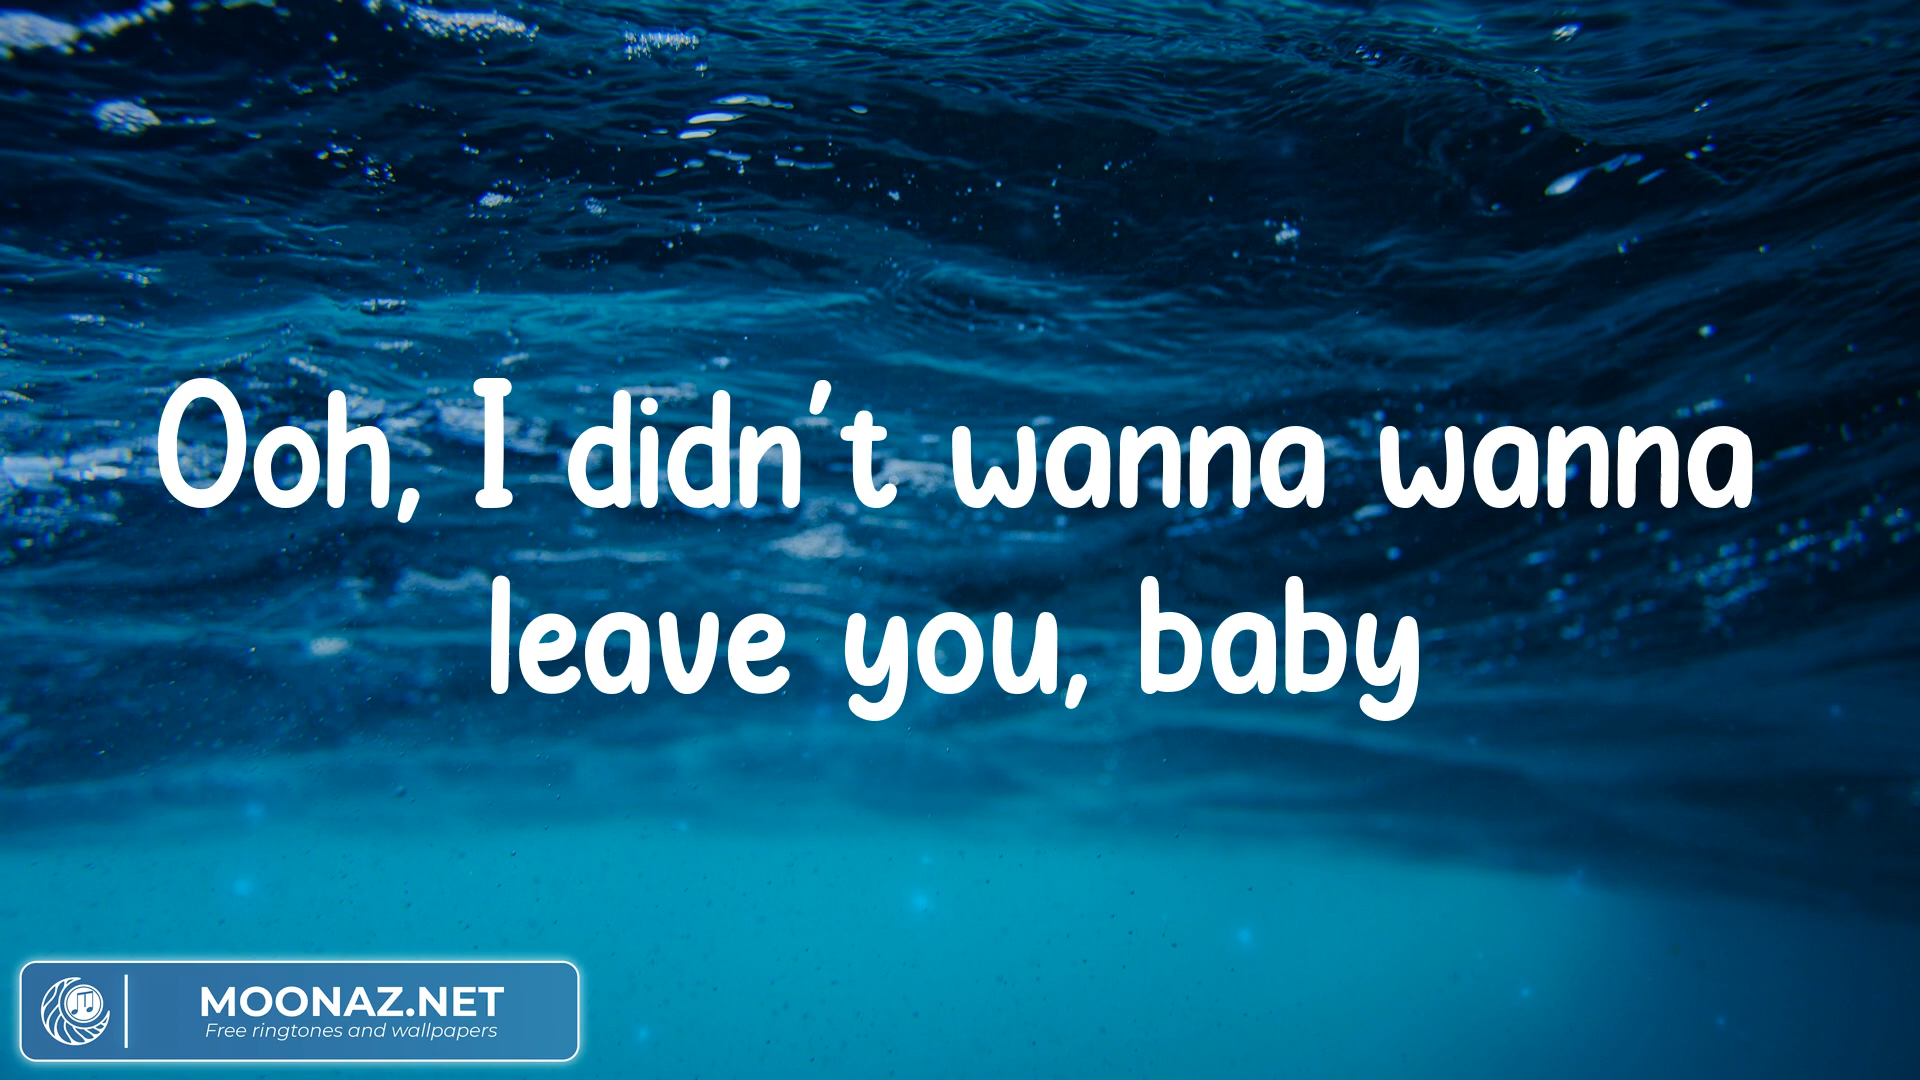 Ooh, I didn't wanna wanna
leave you, baby
MOONAZ.NET
Free ringtones and wallpapers